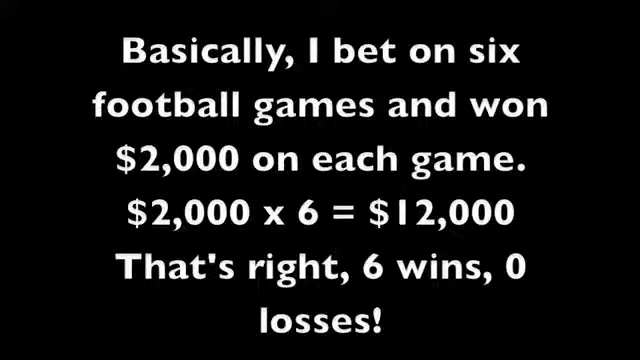 Basically, I bet on six
football games and won
$2,000 on each game.
$2,000 x 6 = $12,000
That's right, 6 wins, 0
losses!